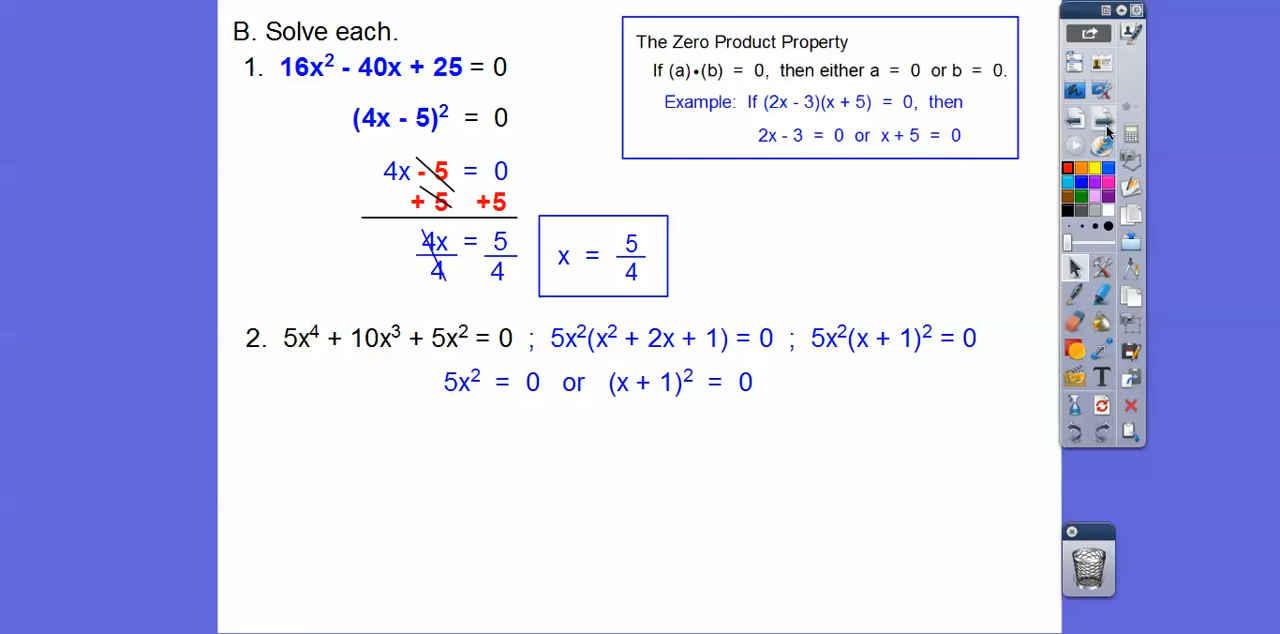 B. Solve each.
1. 16x² - 40x + 25 = 0
(4x - 5)² = 0
4x - 5 = 0
+ 5 +5
4x = 5
4 4
x = 5
4
The Zero Product Property
If (a)•(b) = 0, then either a = 0 or b = 0.
Example: If (2x - 3)(x + 5) = 0, then
2x - 3 = 0 or x + 5 = 0
2. 5x⁴ + 10x³ + 5x² = 0 ; 5x²(x² + 2x + 1) = 0 ; 5x²(x + 1)² = 0
5x² = 0 or (x + 1)² = 0